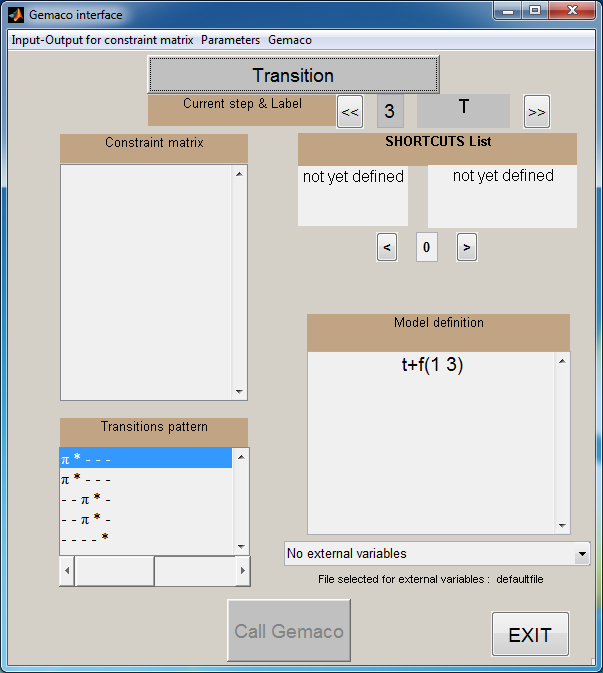 Gemaco interface
Input-Output for constraint matrix Parameters Gemaco
Transition
Current step & Label << 3 T >>
Constraint matrix
SHORTCUTS List
not yet defined not yet defined
< 0 >
Model definition
t+f(1 3)
Transitions pattern
π * - - -
π * - - -
- - π * -
- - π * -
- - - - *
No external variables
File selected for external variables : defaultfile
Call Gemaco
EXIT